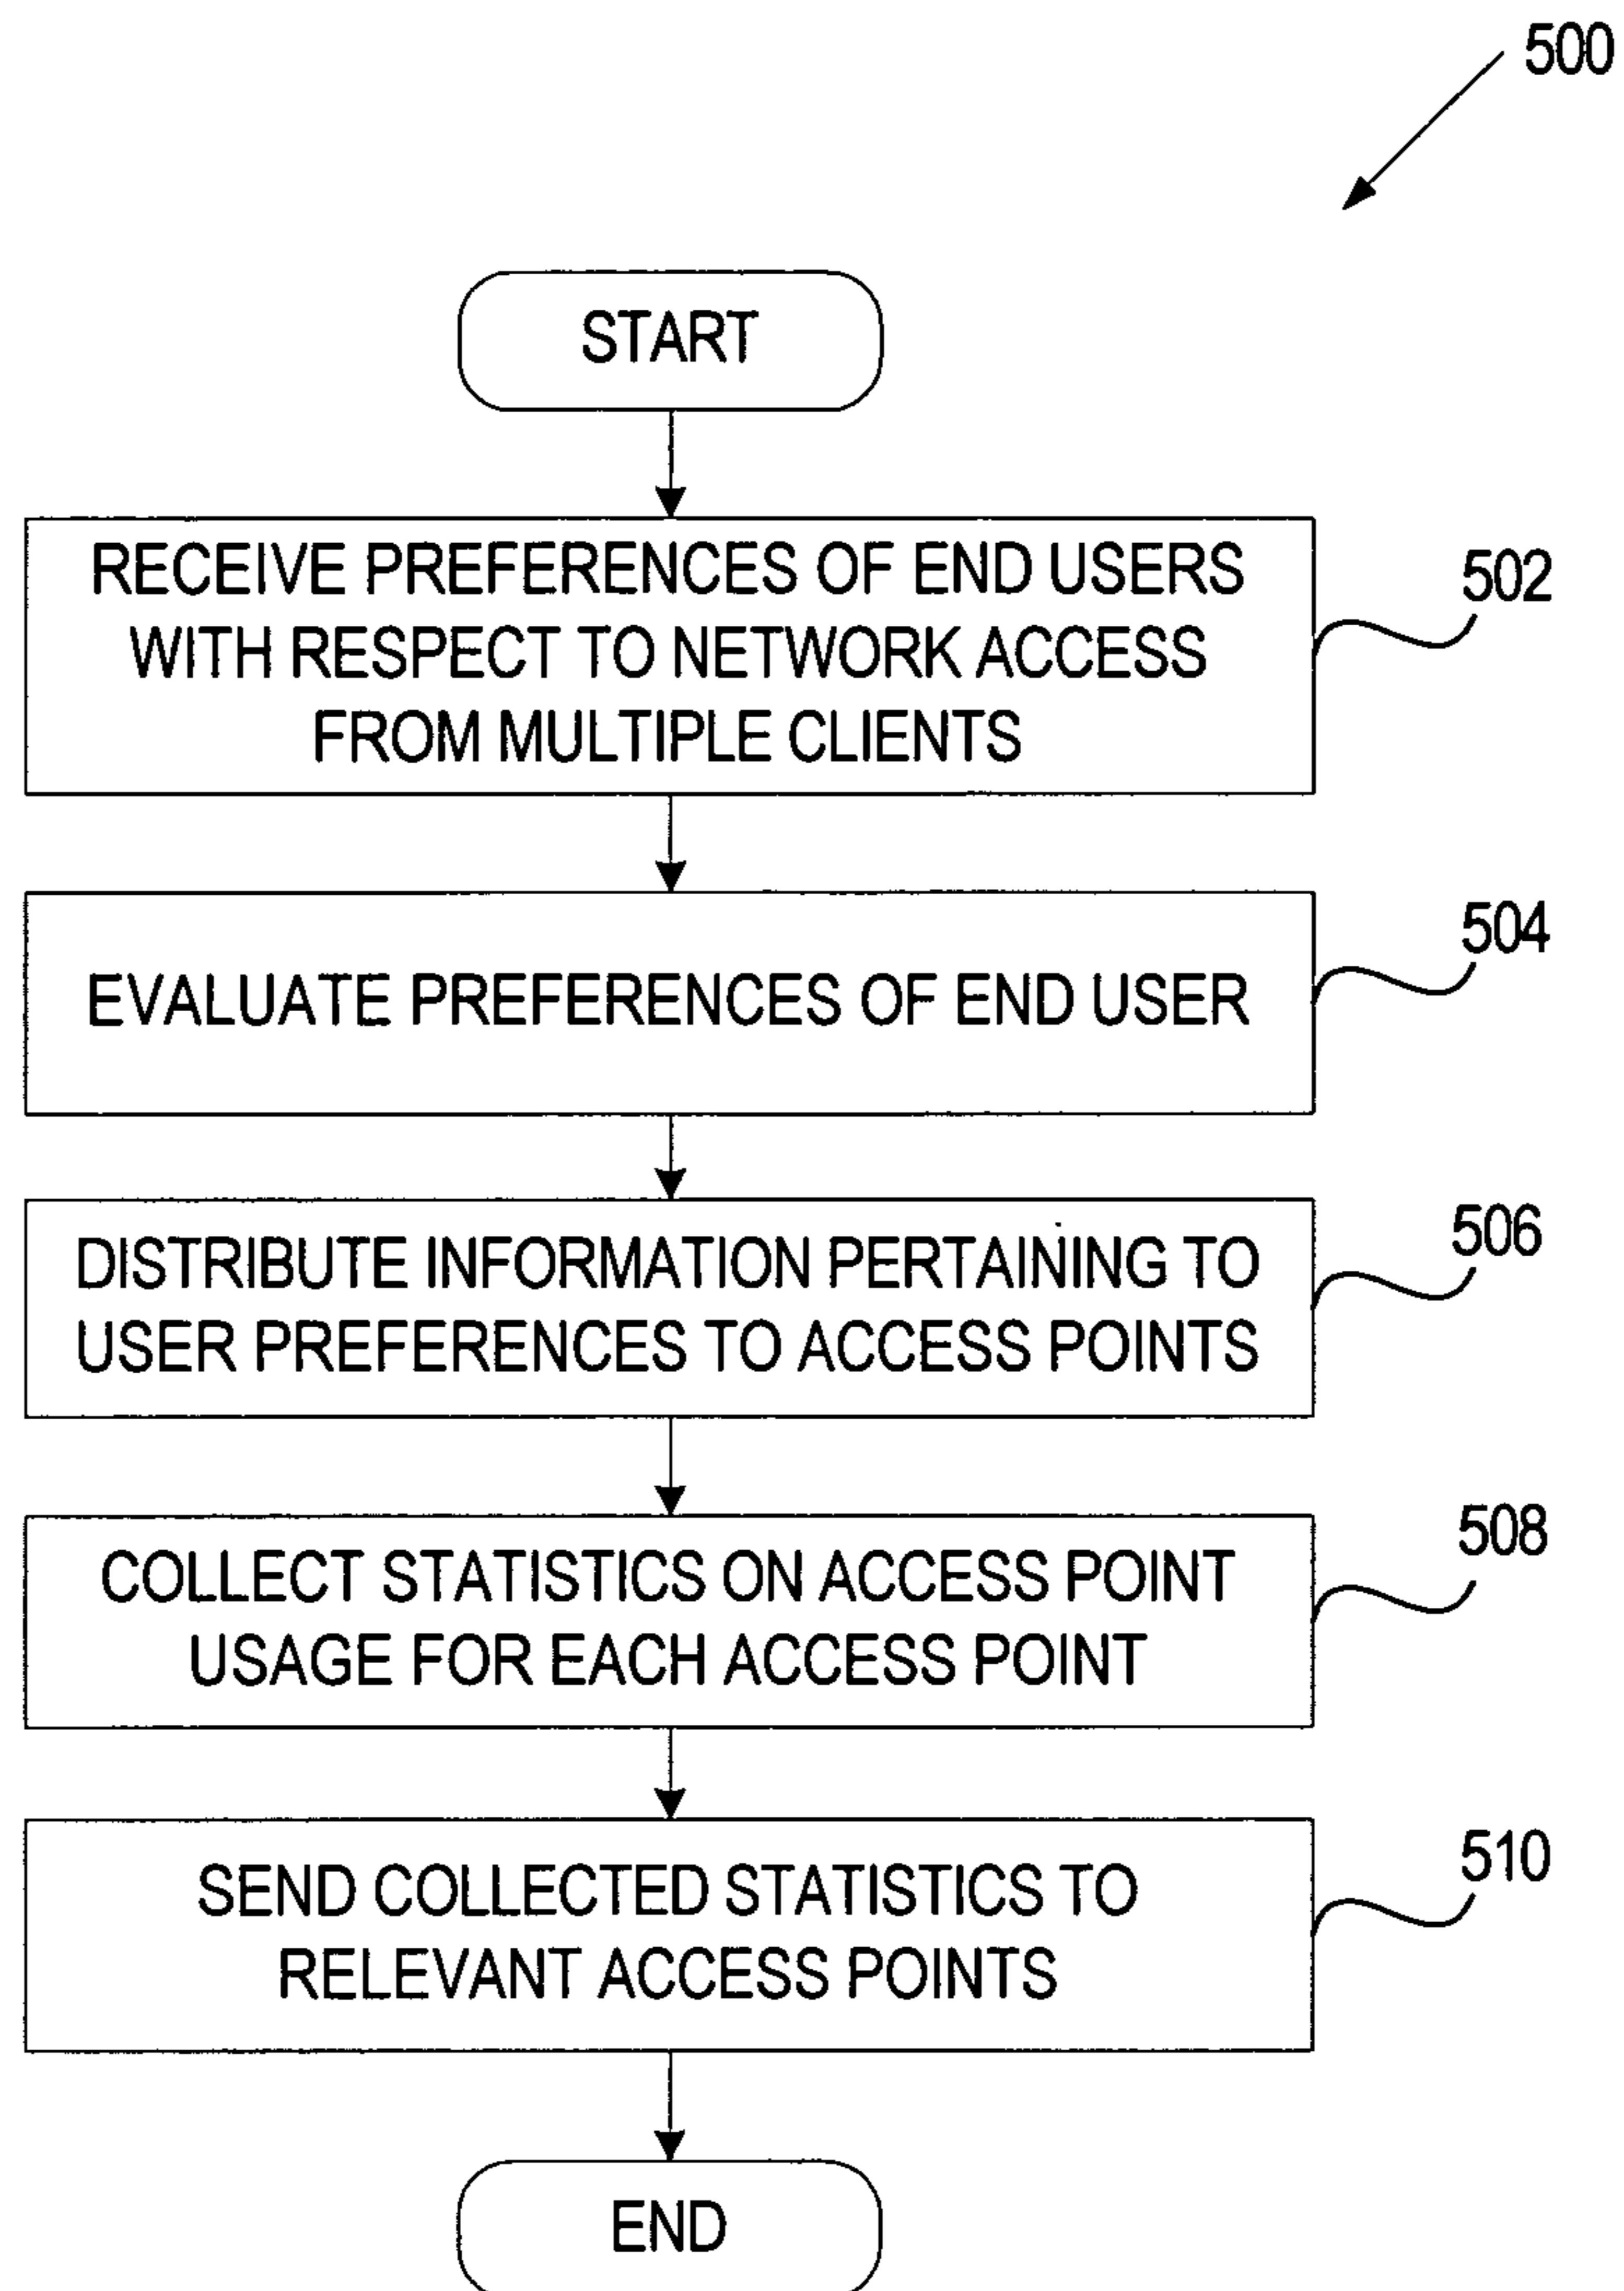 500
START
RECEIVE PREFERENCES OF END USERS
WITH RESPECT TO NETWORK ACCESS
FROM MULTIPLE CLIENTS
502
EVALUATE PREFERENCES OF END USER
504
DISTRIBUTE INFORMATION PERTAINING TO
USER PREFERENCES TO ACCESS POINTS
506
COLLECT STATISTICS ON ACCESS POINT
USAGE FOR EACH ACCESS POINT
508
SEND COLLECTED STATISTICS TO
RELEVANT ACCESS POINTS
510
END